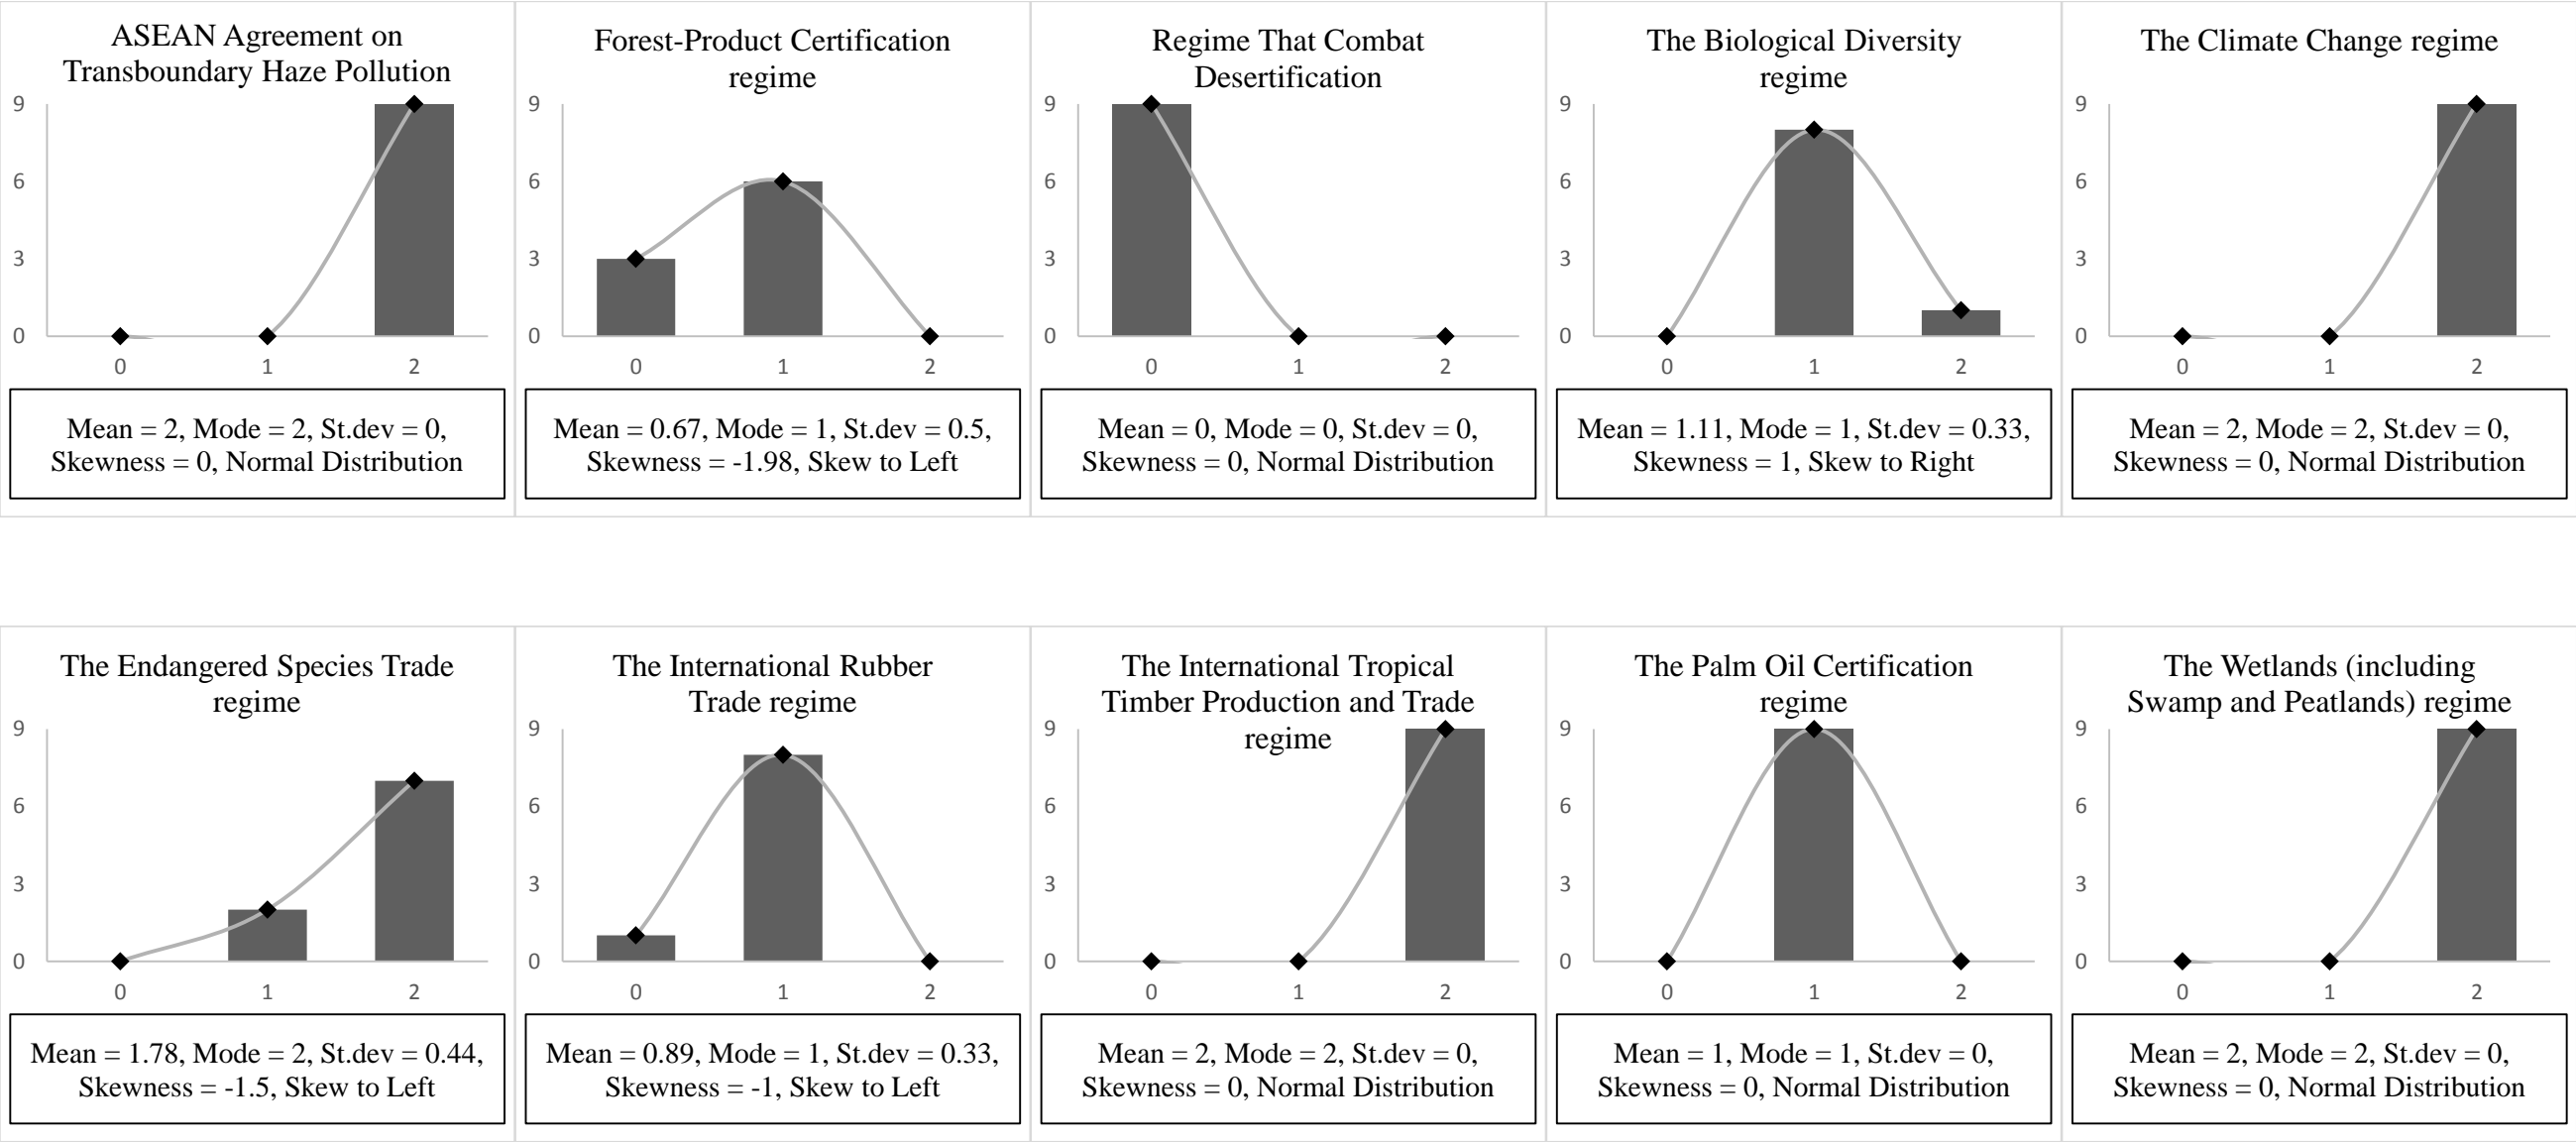 ASEAN Agreement on
Transboundary Haze Pollution
9
6
3
0
0 1 2
Mean = 2, Mode = 2, St.dev = 0,
Skewness = 0, Normal Distribution
Forest-Product Certification
regime
9
6
3
0
0 1 2
Mean = 0.67, Mode = 1, St.dev = 0.5,
Skewness = -1.98, Skew to Left
Regime That Combat
Desertification
9
6
3
0
0 1 2
Mean = 0, Mode = 0, St.dev = 0,
Skewness = 0, Normal Distribution
The Biological Diversity
regime
9
6
3
0
0 1 2
Mean = 1.11, Mode = 1, St.dev = 0.33,
Skewness = 1, Skew to Right
The Climate Change regime
9
6
3
0
0 1 2
Mean = 2, Mode = 2, St.dev = 0,
Skewness = 0, Normal Distribution
The Endangered Species Trade
regime
9
6
3
0
0 1 2
Mean = 1.78, Mode = 2, St.dev = 0.44,
Skewness = -1.5, Skew to Left
The International Rubber
Trade regime
9
6
3
0
0 1 2
Mean = 0.89, Mode = 1, St.dev = 0.33,
Skewness = -1, Skew to Left
The International Tropical
Timber Production and Trade
regime
9
6
3
0
0 1 2
Mean = 2, Mode = 2, St.dev = 0,
Skewness = 0, Normal Distribution
The Palm Oil Certification
regime
9
6
3
0
0 1 2
Mean = 1, Mode = 1, St.dev = 0,
Skewness = 0, Normal Distribution
The Wetlands (including
Swamp and Peatlands) regime
9
6
3
0
0 1 2
Mean = 2, Mode = 2, St.dev = 0,
Skewness = 0, Normal Distribution